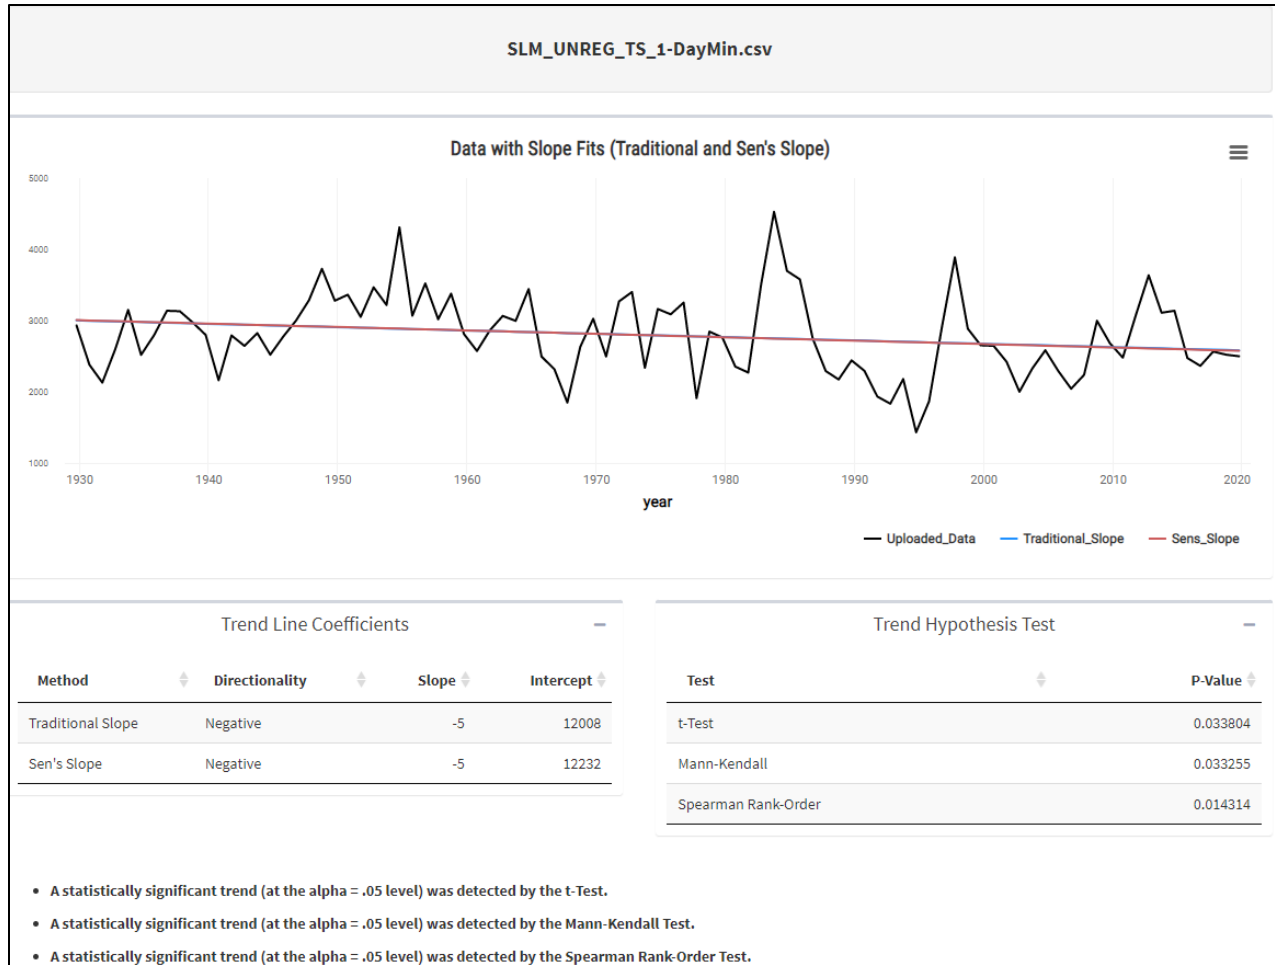 SLM_UNREG_TS_1-DayMin.csv
Data with Slope Fits (Traditional and Sen's Slope)
5000
4000
3000
2000
1000
1930 1940 1950 1960 1970 1980 1990 2000 2010 2020
year
Uploaded_Data Traditional_Slope Sens_Slope
Trend Line Coefficients
Method Directionality Slope Intercept
Traditional Slope Negative -5 12008
Sen's Slope Negative -5 12232
Trend Hypothesis Test
Test P-Value
t-Test 0.033804
Mann-Kendall 0.033255
Spearman Rank-Order 0.014314
• A statistically significant trend (at the alpha = .05 level) was detected by the t-Test.
• A statistically significant trend (at the alpha = .05 level) was detected by the Mann-Kendall Test.
• A statistically significant trend (at the alpha = .05 level) was detected by the Spearman Rank-Order Test.